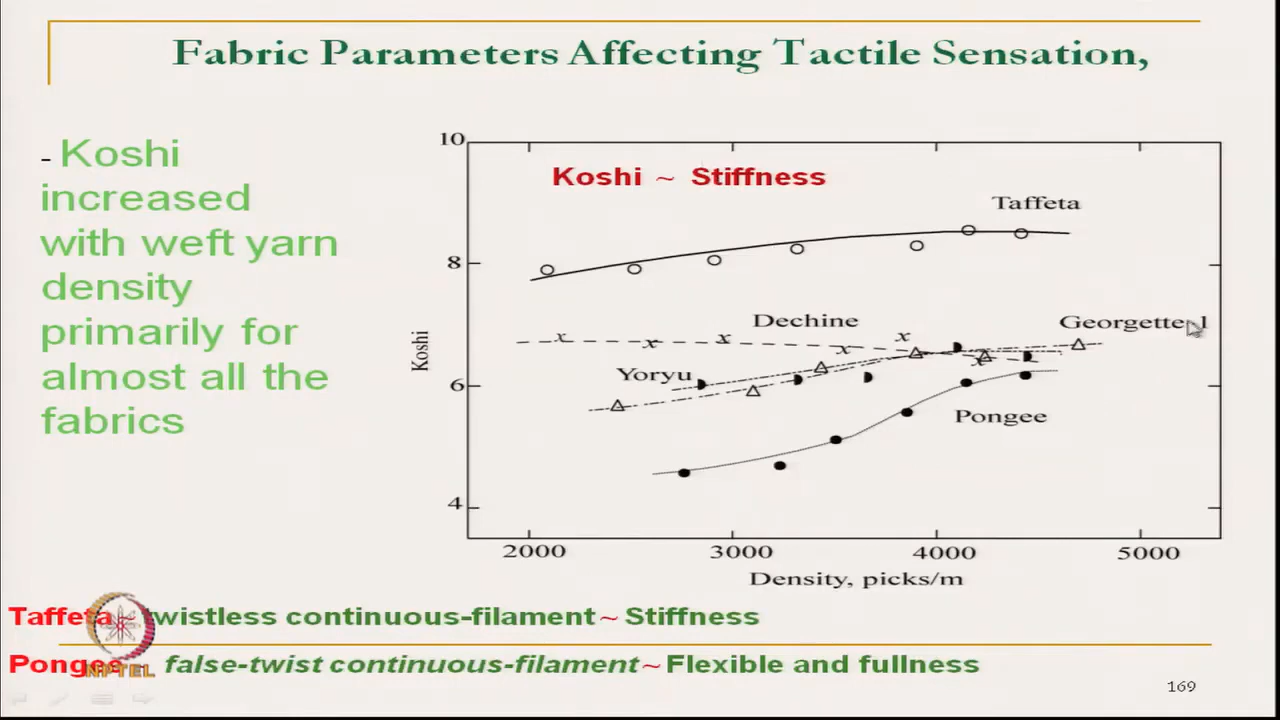 Fabric Parameters Affecting Tactile Sensation,
- Koshi
increased
with weft yarn
density
primarily for
almost all the
fabrics
Koshi ~ Stiffness
10
8
6
4
Koshi
Taffeta
Dechine
Georgette-1
Yoryu
Pongee
x x x x x x
2000 3000 4000 5000
Density, picks/m
Taffeta ~ twistless continuous-filament ~ Stiffness
Pongee false-twist continuous-filament ~ Flexible and fullness
NPTEL
169